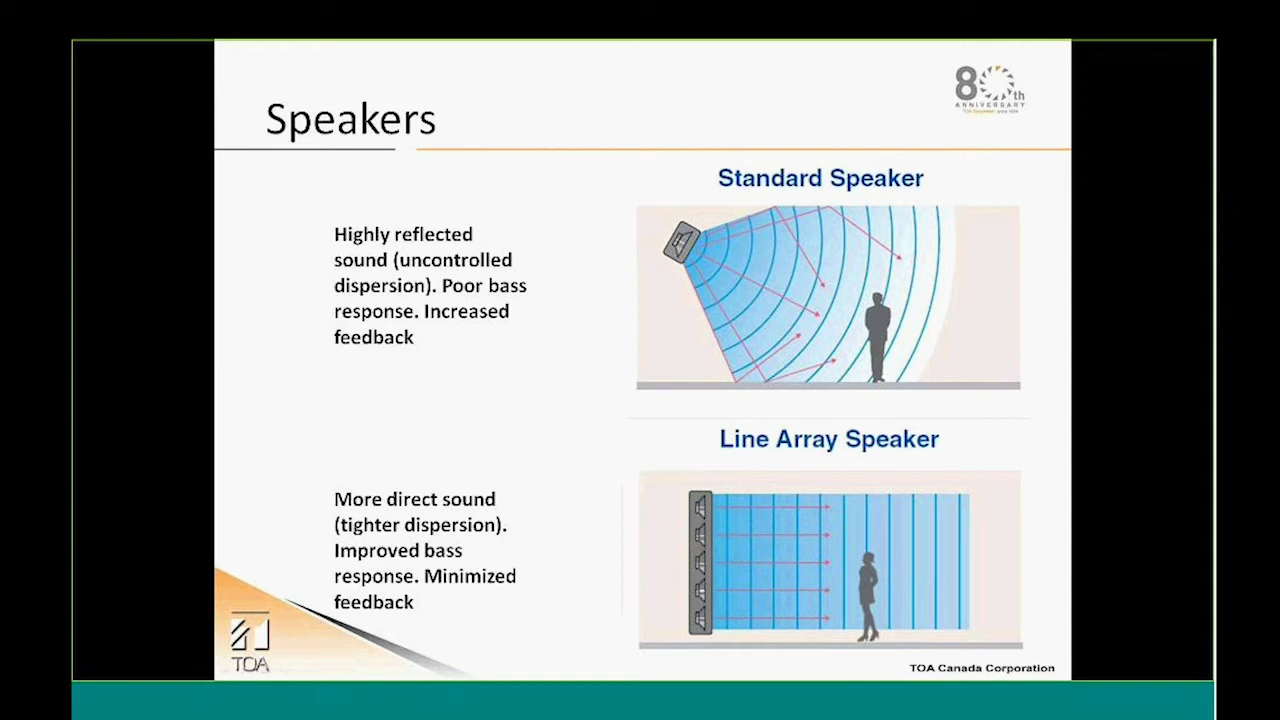 80th
ANNIVERSARY
Speakers
Standard Speaker
Highly reflected
sound (uncontrolled
dispersion). Poor bass
response. Increased
feedback
Line Array Speaker
More direct sound
(tighter dispersion).
Improved bass
response. Minimized
feedback
TOA
TOA Canada Corporation